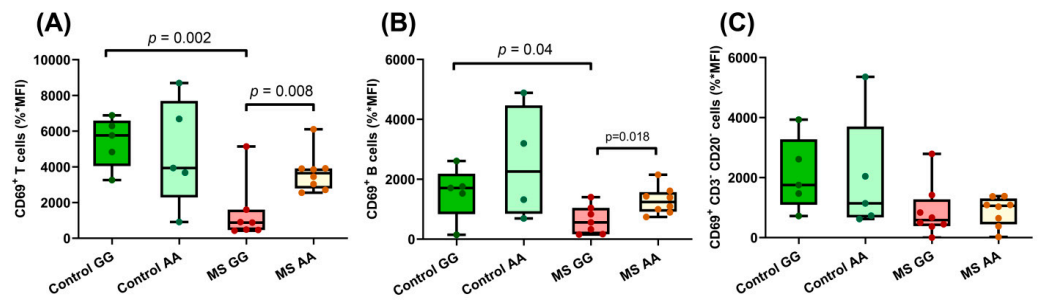 (A)
CD69⁺ T cells (%*MFI)
10000
8000
6000
4000
2000
0
p = 0.002
p = 0.008
Control GG
Control AA
MS GG
MS AA
(B)
CD69⁺ B cells (%*MFI)
6000
4000
2000
0
p = 0.04
p=0.018
Control GG
Control AA
MS GG
MS AA
(C)
CD69⁺ CD3⁻ CD20⁻ cells (%*MFI)
6000
4000
2000
0
Control GG
Control AA
MS GG
MS AA